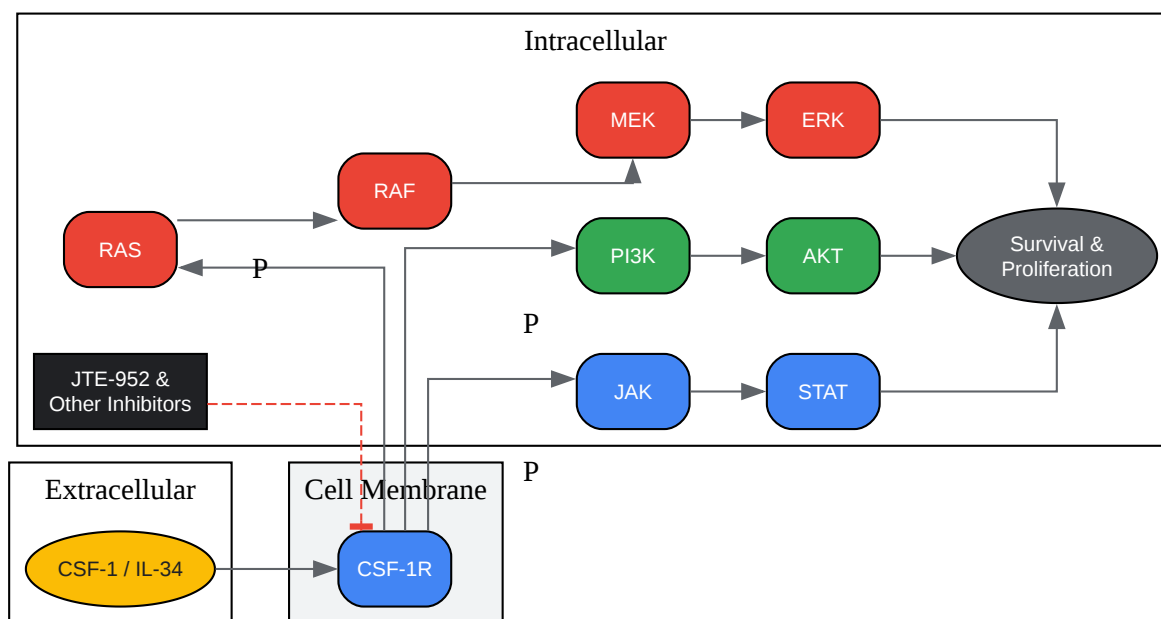 Intracellular
MEK
ERK
RAF
RAS
P
PI3K
AKT
Survival &
Proliferation
P
JTE-952 &
Other Inhibitors
JAK
STAT
Extracellular
Cell Membrane
P
CSF-1 / IL-34
CSF-1R